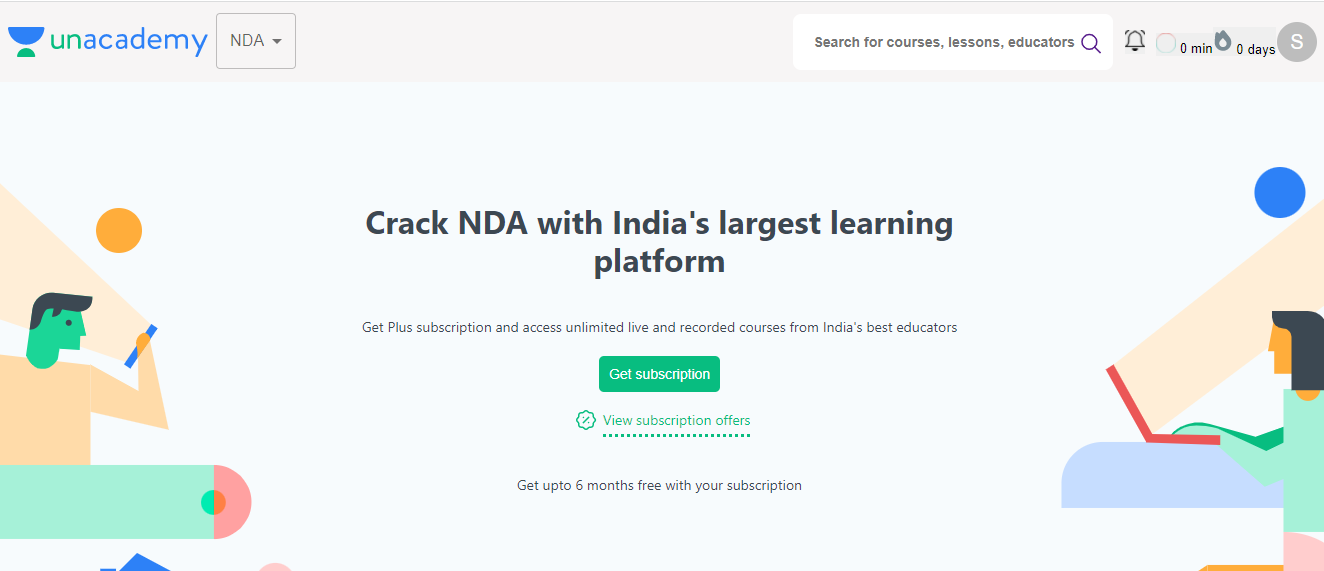 unacademy
NDA
Search for courses, lessons, educators
0 min
0 days
S
Crack NDA with India's largest learning
platform
Get Plus subscription and access unlimited live and recorded courses from India's best educators
Get subscription
View subscription offers
Get upto 6 months free with your subscription